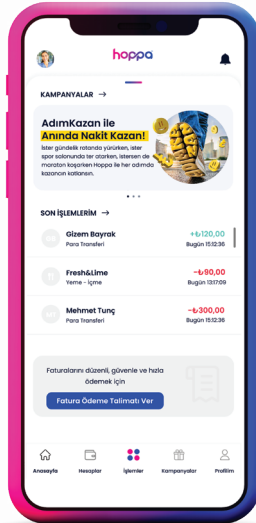 hoppa
KAMPANYALAR →
AdımKazan ile
Anında Nakit Kazan!
İster gündelik rotanda yürürken, ister
spor salonunda ter atarken, istersen de
maraton koşarken Hoppa ile her adımda
kazancın katlansın.
SON İŞLEMLERİM →
Gizem Bayrak
+₺120,00
Para Transferi
Bugün 15:12:36
Fresh&Lime
-₺90,00
Yeme - İçme
Bugün 13:17:09
MT
Mehmet Tunç
-₺300,00
Para Transferi
Bugün 15:12:36
Faturalarını düzenli, güvenle ve hızla
ödemek için
Fatura Ödeme Talimatı Ver
Anasayfa Hesaplar İşlemler Kampanyalar Profilim